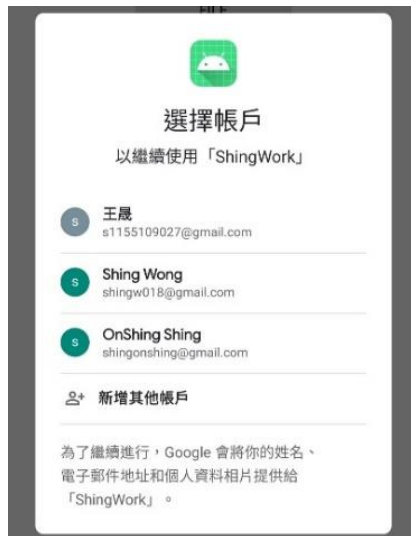 FILE
選擇帳戶
以繼續使用「ShingWork」
s
王晟
s1155109027@gmail.com
s
Shing Wong
shingw018@gmail.com
s
OnShing Shing
shingonshing@gmail.com
新增其他帳戶
為了繼續進行，Google 會將你的姓名、
電子郵件地址和個人資料相片提供給
「ShingWork」。